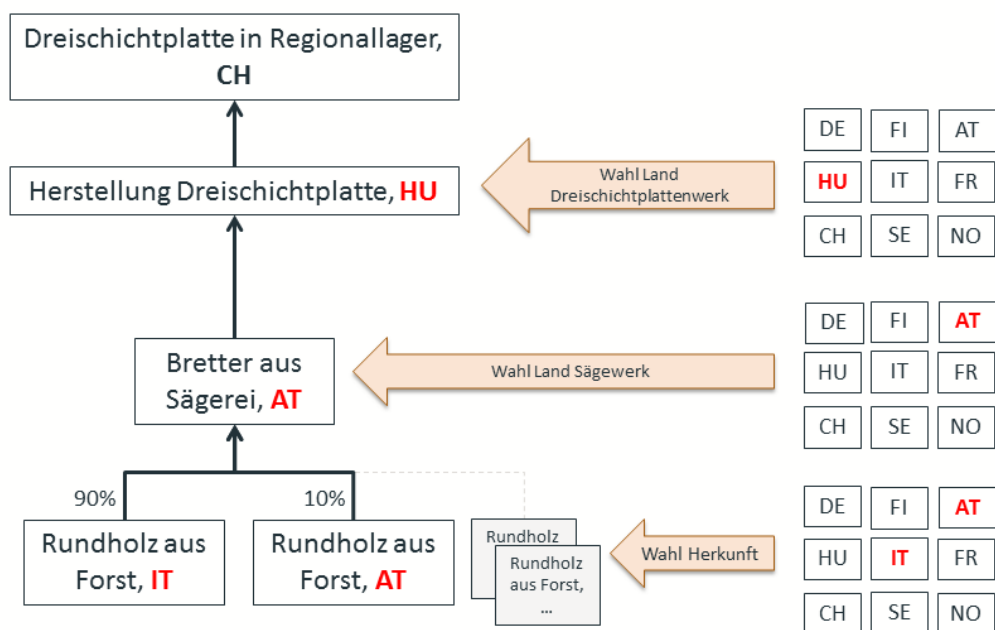 Dreischichtplatte in Regionallager,
CH
Herstellung Dreischichtplatte, HU
Wahl Land
Dreischichtplattenwerk
DE FI AT
HU IT FR
CH SE NO
Bretter aus
Sägerei, AT
Wahl Land Sägewerk
DE FI AT
HU IT FR
CH SE NO
90%
10%
Rundholz aus
Forst, IT
Rundholz aus
Forst, AT
Rundholz
Rundholz
aus Forst,
...
Wahl Herkunft
DE FI AT
HU IT FR
CH SE NO